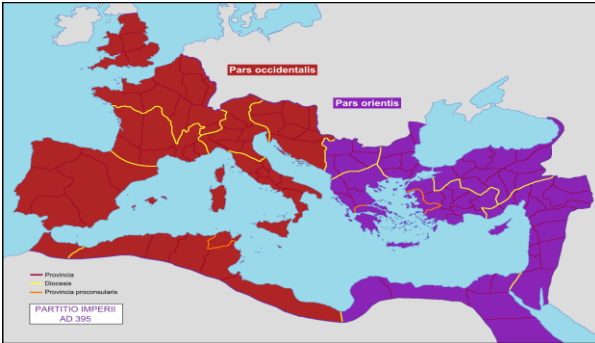 Pars occidentalis
Pars orientis
Provincia
Diocesis
Provincia proconsularis
PARTITIO IMPERII
AD 395